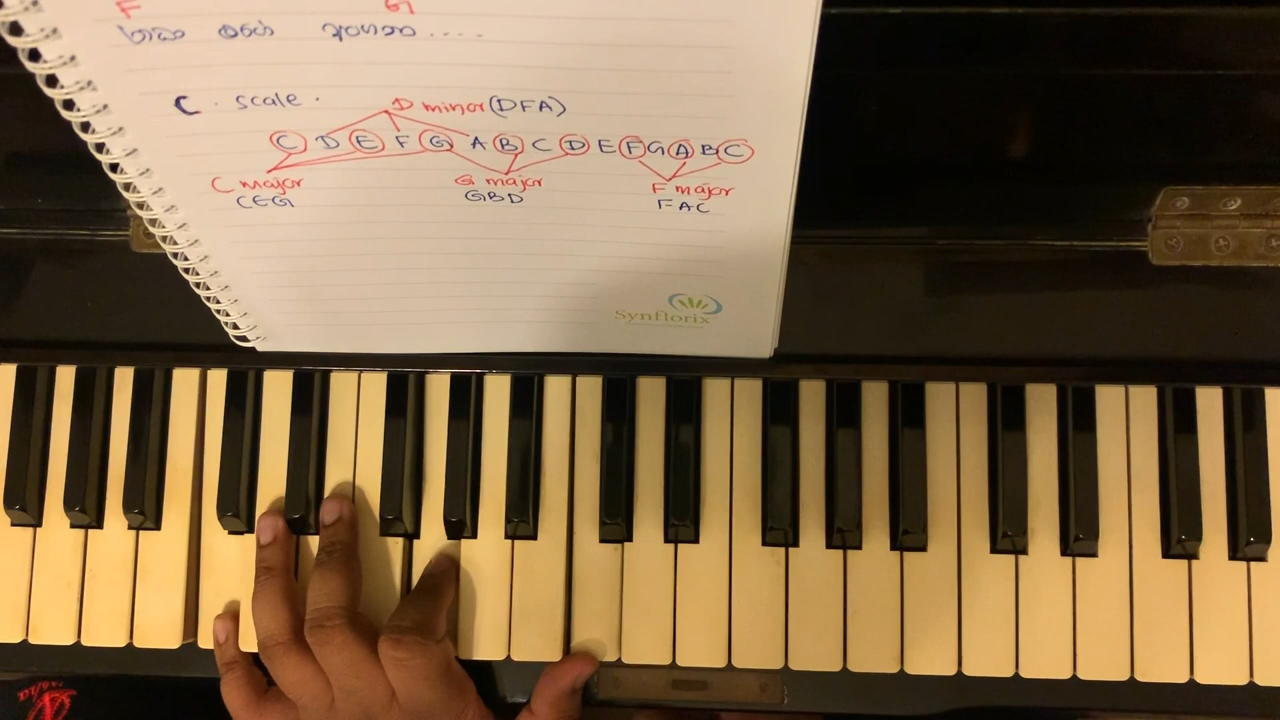 F G
C . scale .
D minor (DFA)
C D E F G A B C D E F G A B C
C major G major F major
CEG GBD FAC
Synflorix